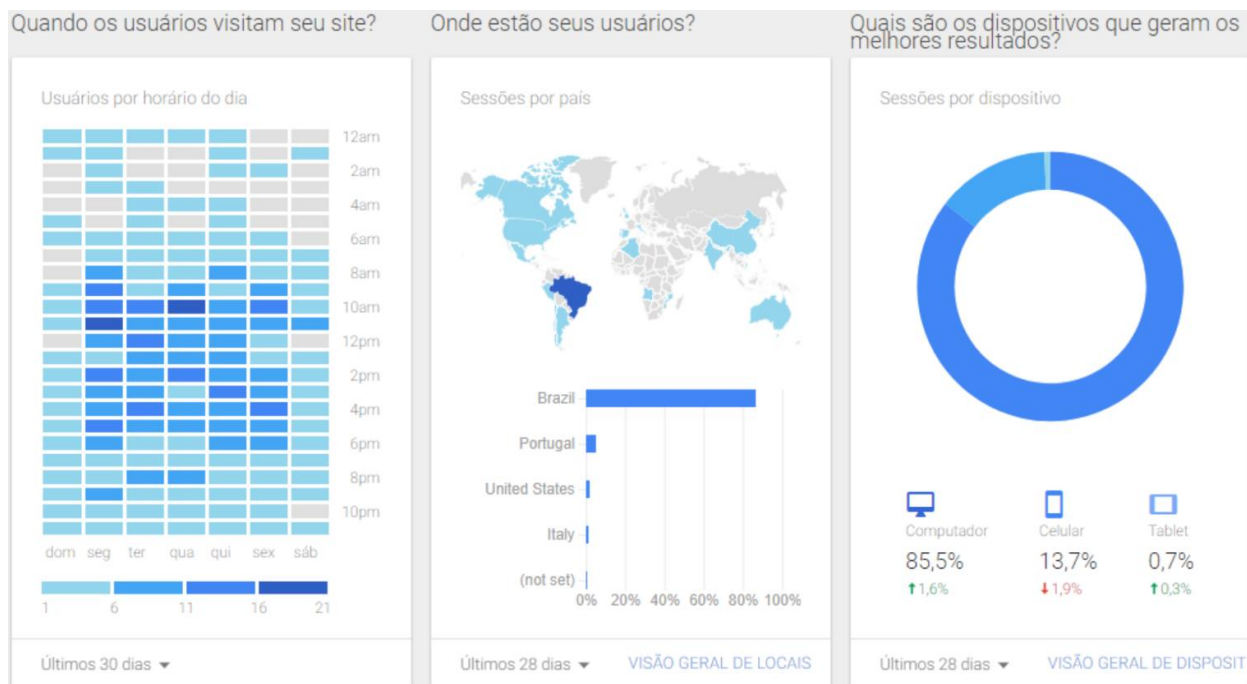 Quando os usuários visitam seu site?
Usuários por horário do dia
12am
2am
4am
6am
8am
10am
12pm
2pm
4pm
6pm
8pm
10pm
dom seg ter qua qui sex sáb
1 6 11 16 21
Últimos 30 dias
Onde estão seus usuários?
Sessões por país
Brazil
Portugal
United States
Italy
(not set)
0% 20% 40% 60% 80% 100%
Últimos 28 dias VISÃO GERAL DE LOCAIS
Quais são os dispositivos que geram os
melhores resultados?
Sessões por dispositivo
Computador Celular Tablet
85,5% 13,7% 0,7%
1,6% 1,9% 0,3%
Últimos 28 dias VISÃO GERAL DE DISPOSIT